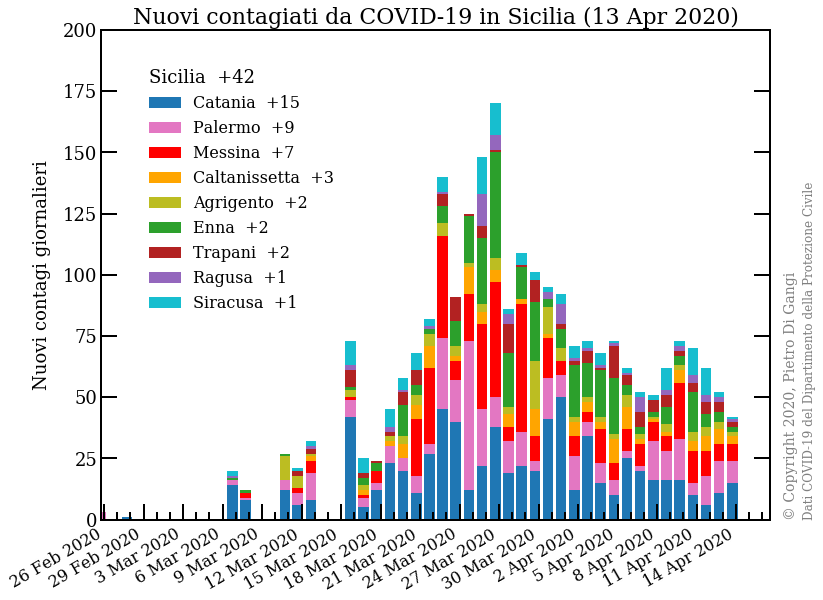 Nuovi contagiati da COVID-19 in Sicilia (13 Apr 2020)
Nuovi contagi giornalieri
200
175
150
125
100
75
50
25
0
Sicilia +42
Catania +15
Palermo +9
Messina +7
Caltanissetta +3
Agrigento +2
Enna +2
Trapani +2
Ragusa +1
Siracusa +1
26 Feb 2020
29 Feb 2020
3 Mar 2020
6 Mar 2020
9 Mar 2020
12 Mar 2020
15 Mar 2020
18 Mar 2020
21 Mar 2020
24 Mar 2020
27 Mar 2020
30 Mar 2020
2 Apr 2020
5 Apr 2020
8 Apr 2020
11 Apr 2020
14 Apr 2020
© Copyright 2020, Pietro Di Gangi
Dati COVID-19 del Dipartimento della Protezione Civile